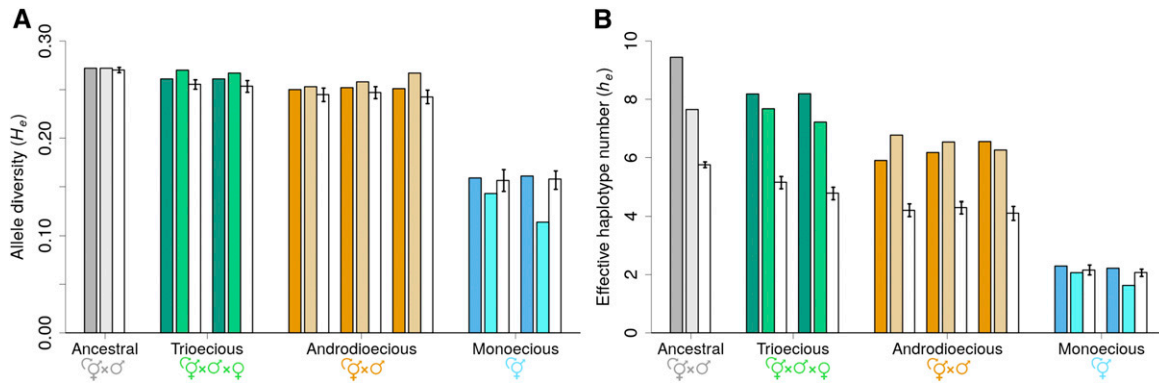 A
Allele diversity (He)
0.30
0.20
0.10
0.00
Ancestral Trioecious Androdioecious Monoecious
⚥×♂ ⚥×♂×♀ ⚥×♂ ⚥
B
Effective haplotype number (he)
10
8
6
4
2
0
Ancestral Trioecious Androdioecious Monoecious
⚥×♂ ⚥×♂×♀ ⚥×♂ ⚥